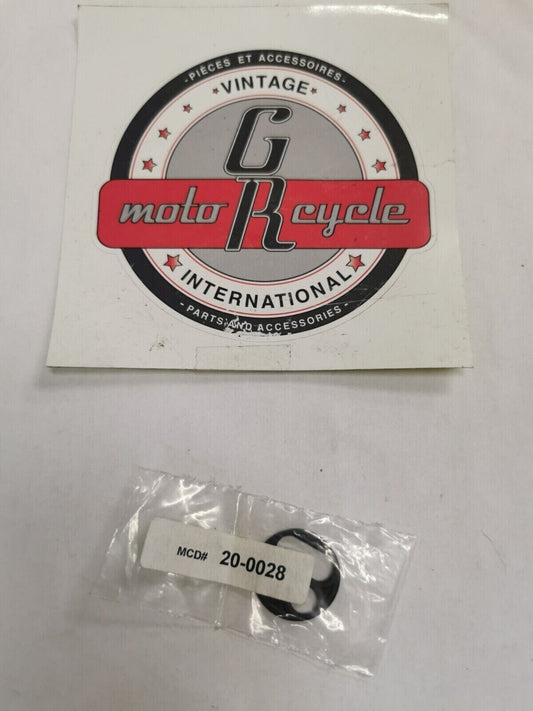 - PIÈCES ET ACCESSOIRES -
VINTAGE
G
moto R cycle
INTERNATIONAL
- PARTS AND ACCESSORIES -
MCD# 20-0028